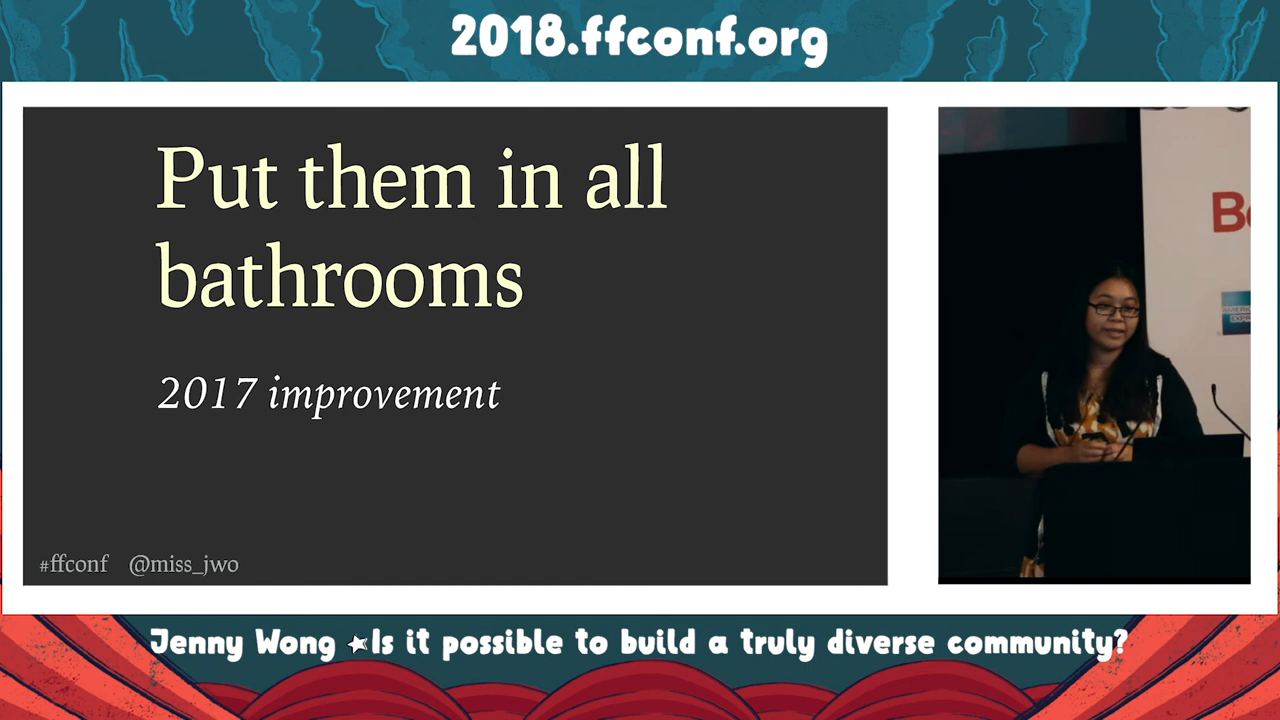 2018.ffconf.org
Put them in all
bathrooms
2017 improvement
#ffconf @miss_jwo
Jenny Wong ★ Is it possible to build a truly diverse community?